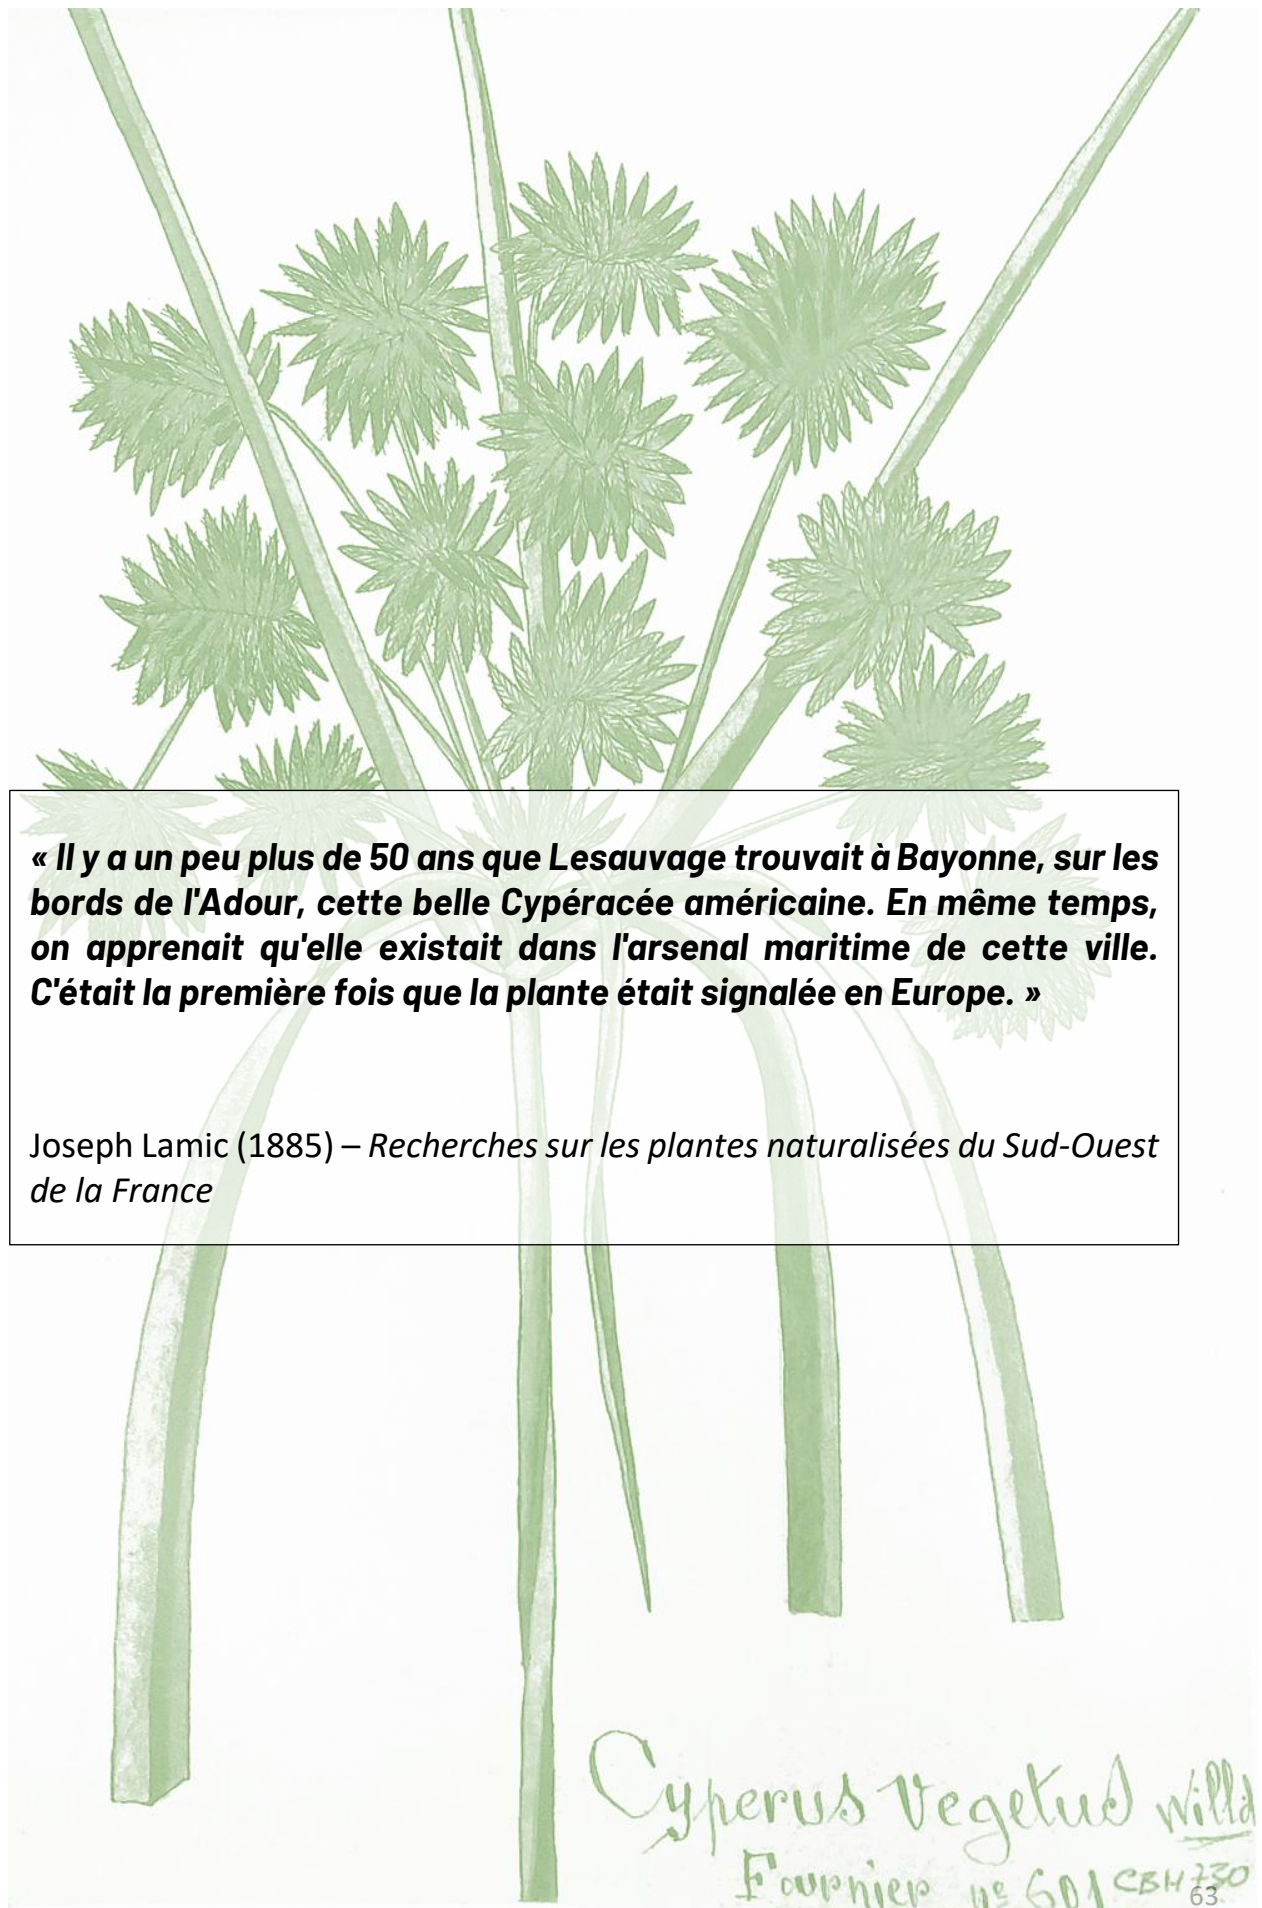 « Il y a un peu plus de 50 ans que Lesauvage trouvait à Bayonne, sur les
bords de l'Adour, cette belle Cypéracée américaine. En même temps,
on apprenait qu'elle existait dans l'arsenal maritime de cette ville.
C'était la première fois que la plante était signalée en Europe. »
Joseph Lamic (1885) – Recherches sur les plantes naturalisées du Sud-Ouest
de la France
Cyperus vegetus Willd
Fournier nº 601 CBH 730
63